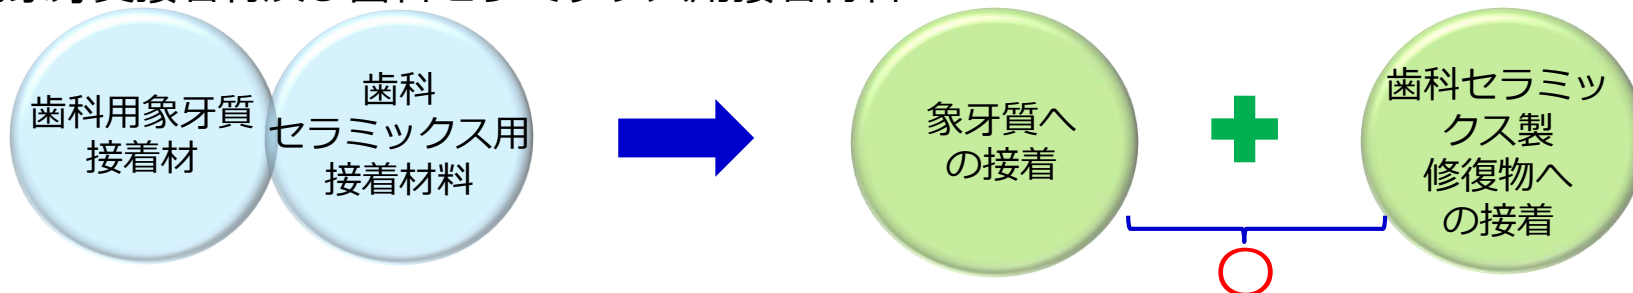 歯科用象牙質
接着材
歯科
セラミックス用
接着材料
象牙質へ
の接着
歯科セラミッ
クス製
修復物へ
の接着